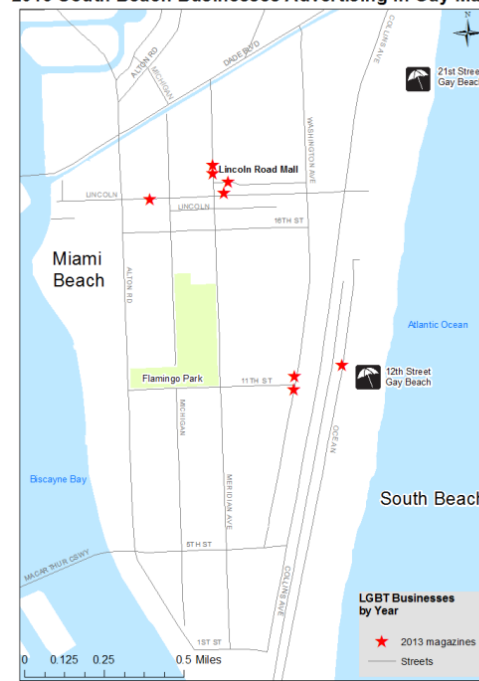 2013 South Beach Businesses Advertising in Gay
COLLINS AVE
ALTON RD
MICHIGAN
DADE BLVD
21st Street
Gay Beach
WASHINGTON AVE
Lincoln Road Mall
LINCOLN
LINCOLN
16TH ST
Miami
Beach
ALTON RD
Atlantic Ocean
Flamingo Park
11TH ST
12th Street
Gay Beach
MICHIGAN
OCEAN
MERIDIAN AVE
Biscayne Bay
South Beach
5TH ST
MACARTHUR CSWY
COLLINS AVE
1ST ST
LGBT Businesses
by Year
2013 magazines
Streets
0 0.125 0.25 0.5 Miles